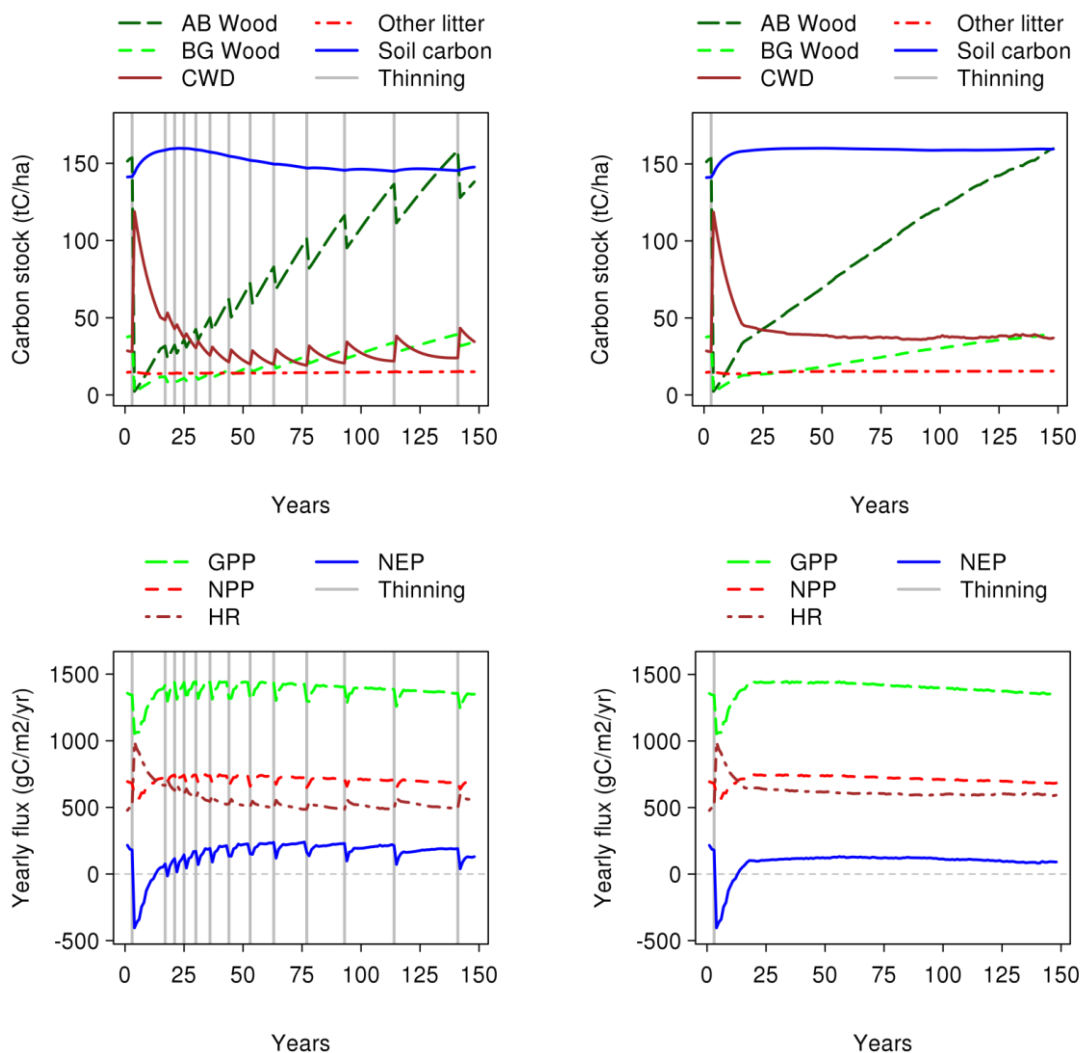 AB Wood Other litter
BG Wood Soil carbon
CWD Thinning
Carbon stock (tC/ha)
150
100
50
0
0 25 50 75 100 125 150
Years
AB Wood Other litter
BG Wood Soil carbon
CWD Thinning
Carbon stock (tC/ha)
150
100
50
0
0 25 50 75 100 125 150
Years
GPP NEP
NPP Thinning
HR
Yearly flux (gC/m2/yr)
1500
1000
500
0
-500
0 25 50 75 100 125 150
Years
GPP NEP
NPP Thinning
HR
Yearly flux (gC/m2/yr)
1500
1000
500
0
-500
0 25 50 75 100 125 150
Years